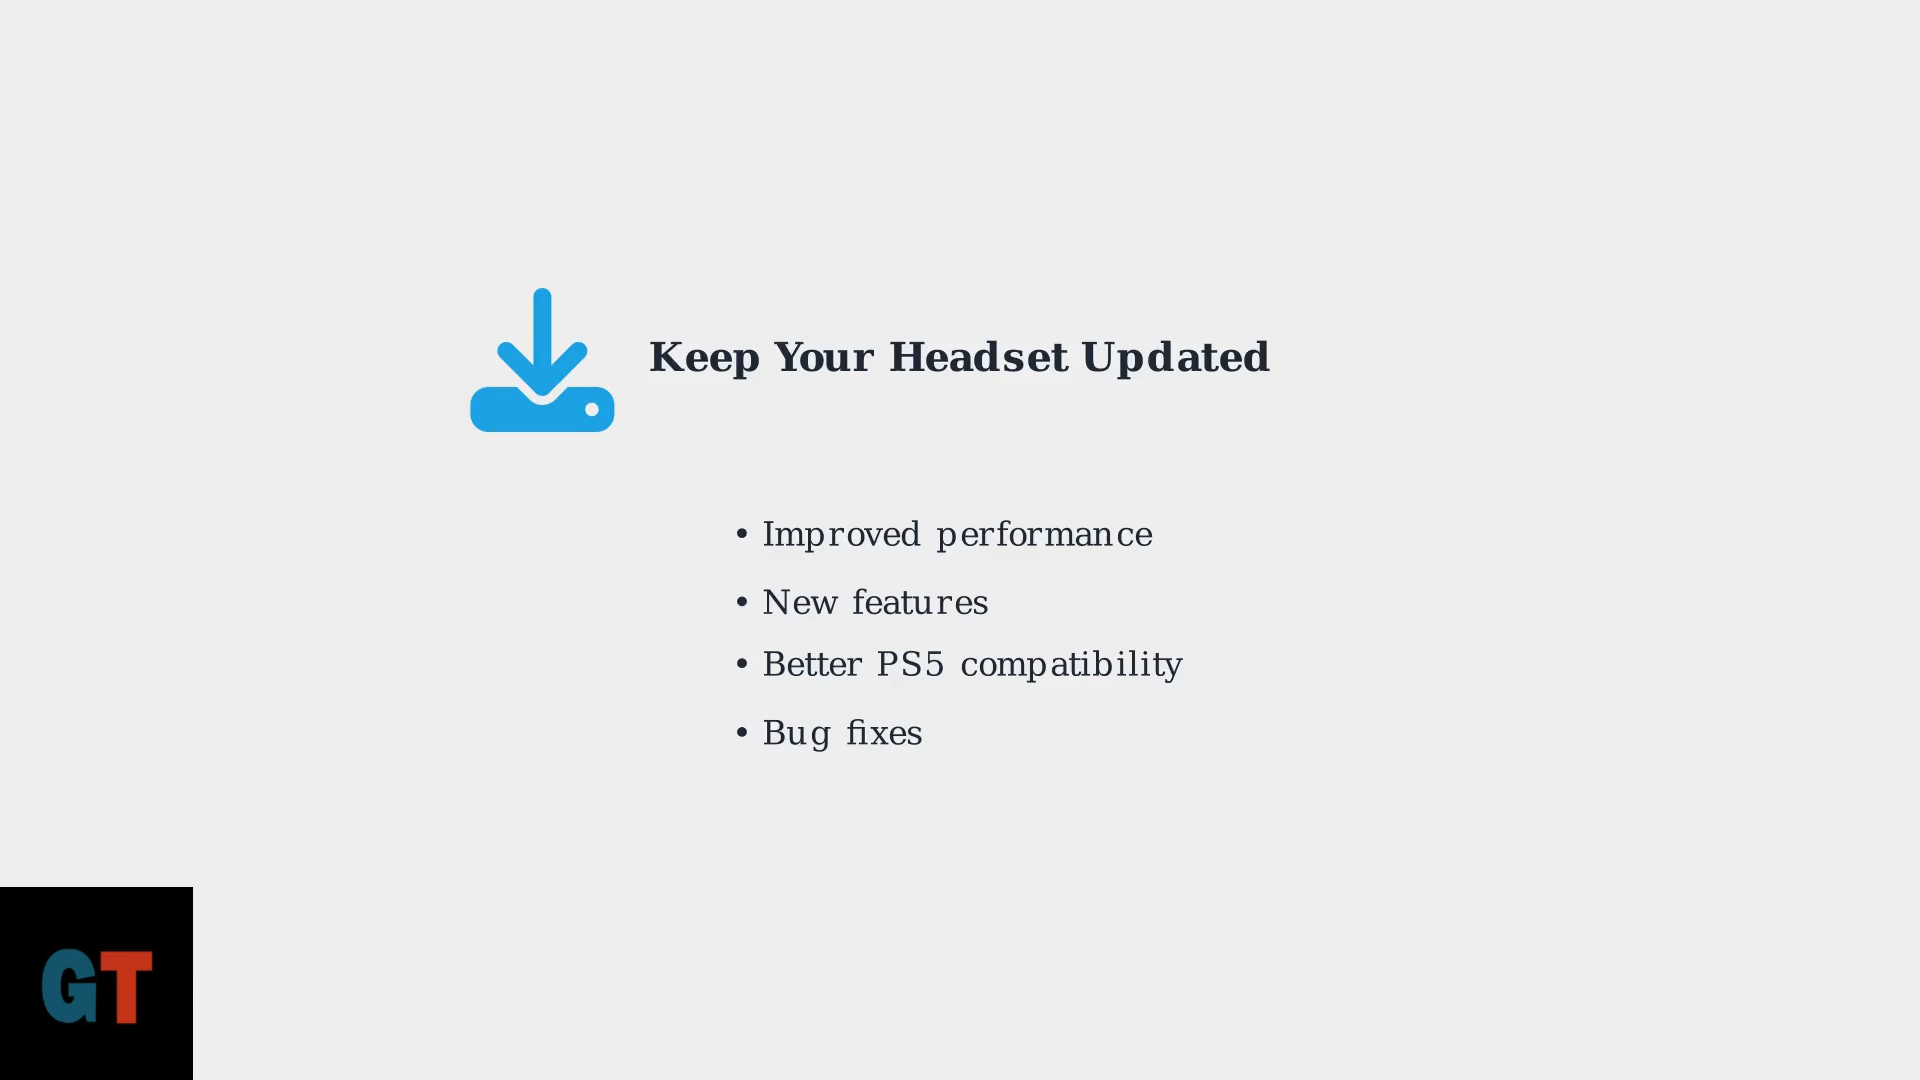 Keep Your Headset Updated
• Improved performance
• New features
• Better PS5 compatibility
• Bug fixes
GT